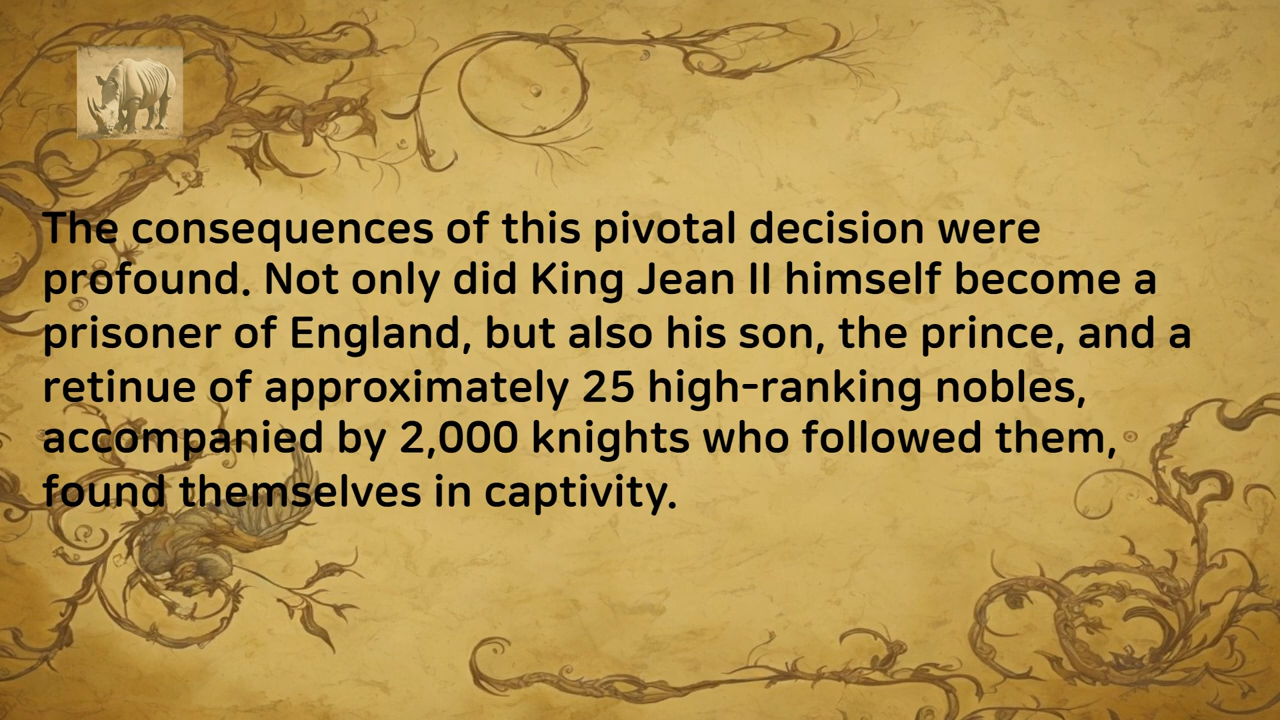 The consequences of this pivotal decision were
profound. Not only did King Jean II himself become a
prisoner of England, but also his son, the prince, and a
retinue of approximately 25 high-ranking nobles,
accompanied by 2,000 knights who followed them,
found themselves in captivity.